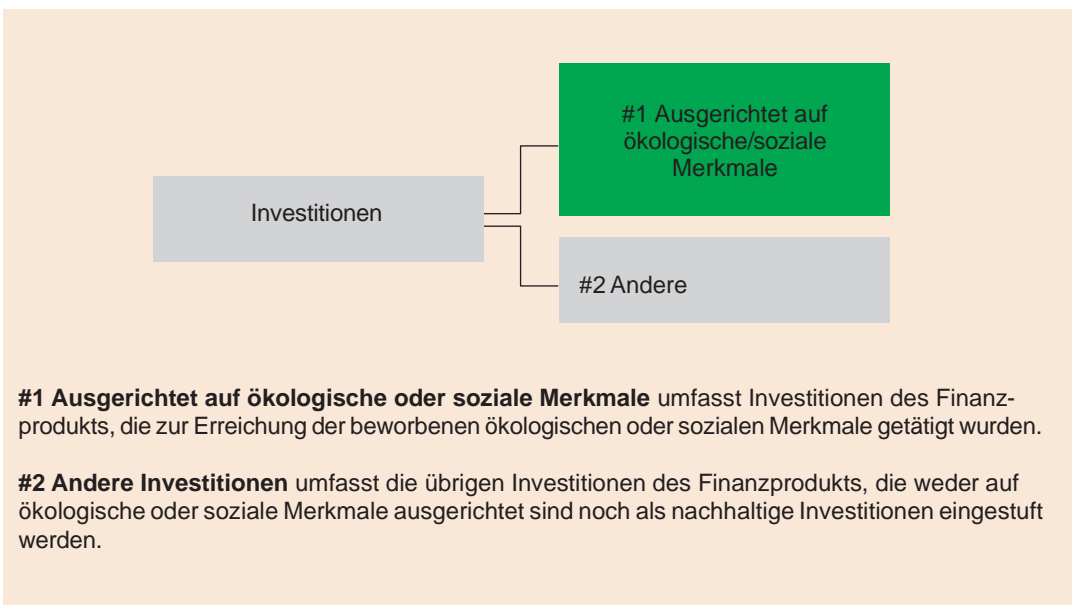 #1 Ausgerichtet auf
ökologische/soziale
Merkmale
Investitionen
#2 Andere
#1 Ausgerichtet auf ökologische oder soziale Merkmale umfasst Investitionen des Finanz-
produkts, die zur Erreichung der beworbenen ökologischen oder sozialen Merkmale getätigt wurden.
#2 Andere Investitionen umfasst die übrigen Investitionen des Finanzprodukts, die weder auf
ökologische oder soziale Merkmale ausgerichtet sind noch als nachhaltige Investitionen eingestuft
werden.